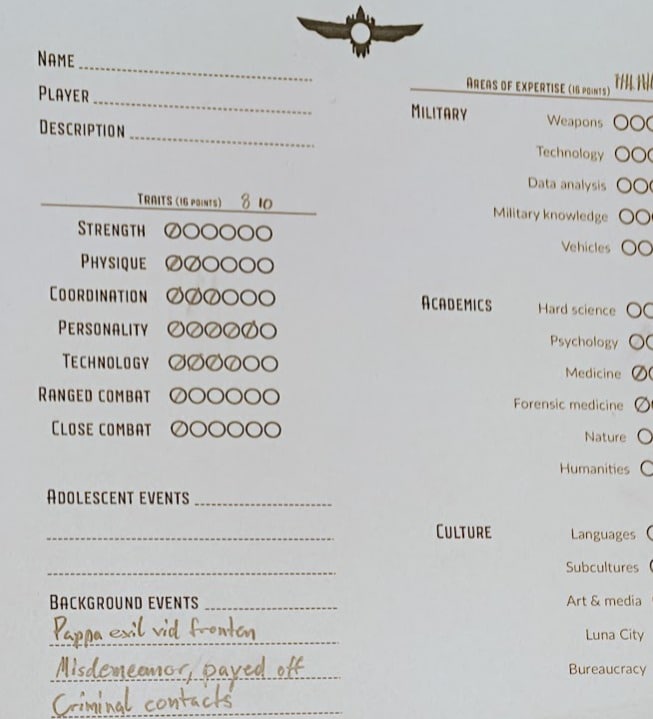 NAME
PLAYER
DESCRIPTION
TRAITS (16 POINTS) 8 10
STRENGTH
PHYSIQUE
COORDINATION
PERSONALITY
TECHNOLOGY
RANGED COMBAT
CLOSE COMBAT
ADOLESCENT EVENTS
BACKGROUND EVENTS
Pappa exil vid fronten
Misdemeanor, payed off
Criminal contacts
AREAS OF EXPERTISE (16 POINTS)
MILITARY
Weapons
Technology
Data analysis
Military knowledge
Vehicles
ACADEMICS
Hard science
Psychology
Medicine
Forensic medicine
Nature
Humanities
CULTURE
Languages
Subcultures
Art & media
Luna City
Bureaucracy